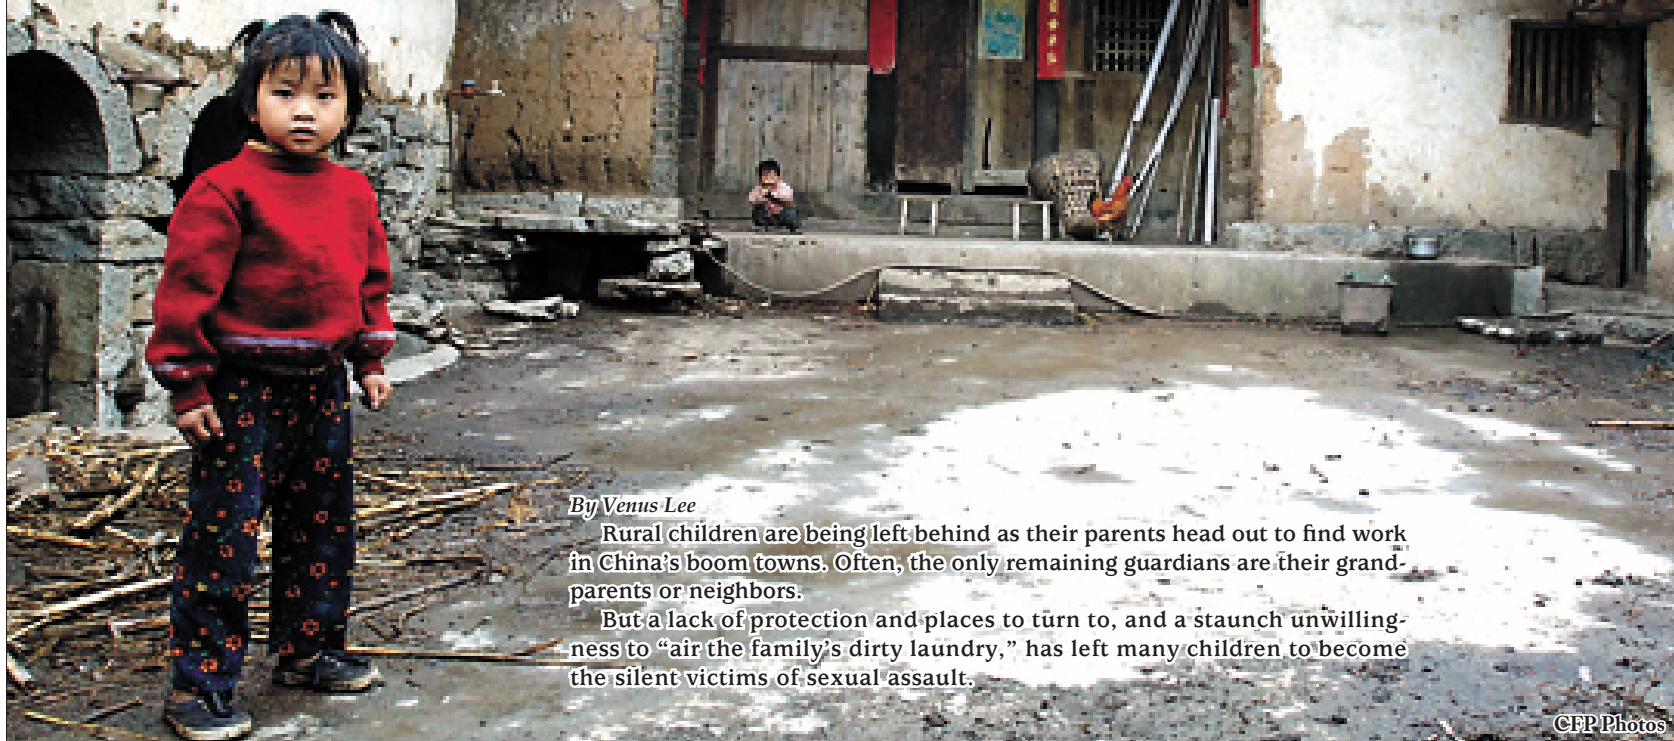 By Venus Lee
Rural children are being left behind as their parents head out to find work
in China's boom towns. Often, the only remaining guardians are their grand-
parents or neighbors.
But a lack of protection and places to turn to, and a staunch unwilling-
ness to “air the family's dirty laundry,” has left many children to become
the silent victims of sexual assault.
CFP Photos